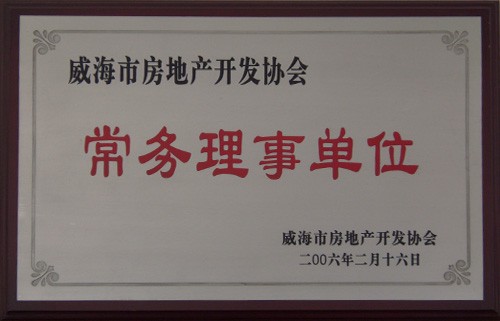 威海市房地产开发协会
常务理事单位
威海市房地产开发协会
二00六年二月十六日